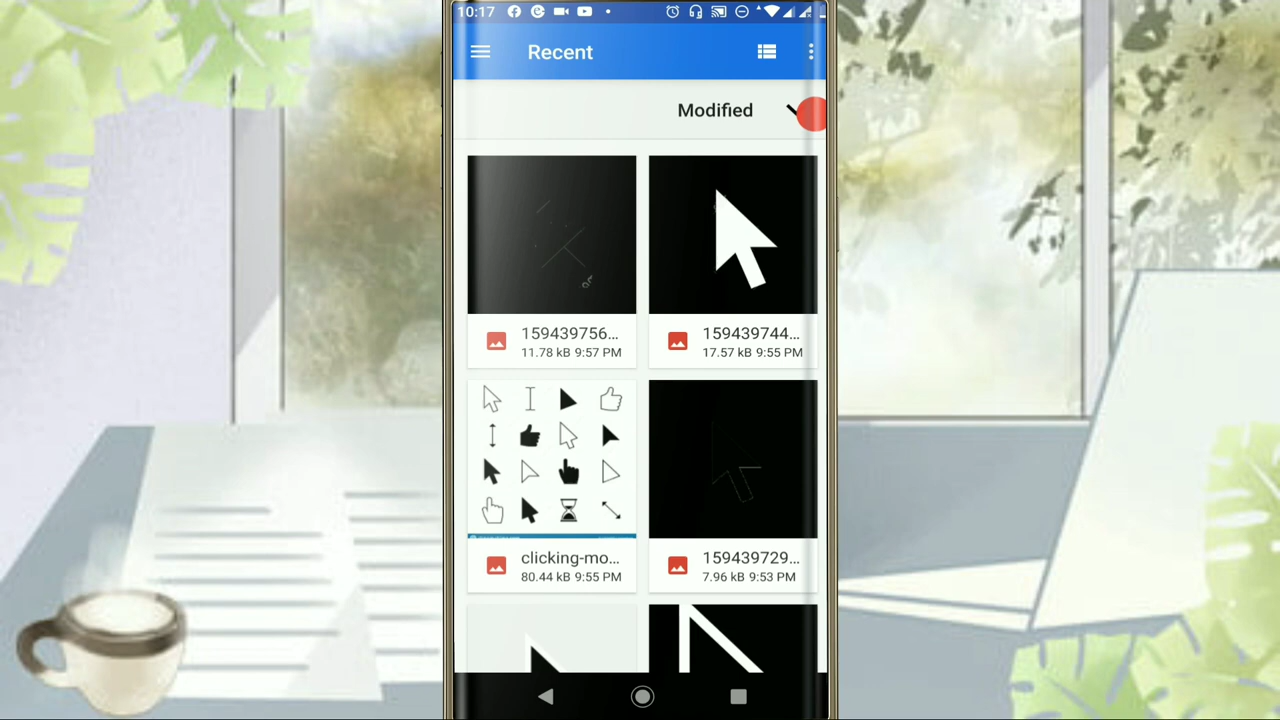 10:17
Recent
Modified
159439756...
11.78 kB 9:57 PM
159439744...
17.57 kB 9:55 PM
clicking-mo...
80.44 kB 9:55 PM
159439729...
7.96 kB 9:53 PM